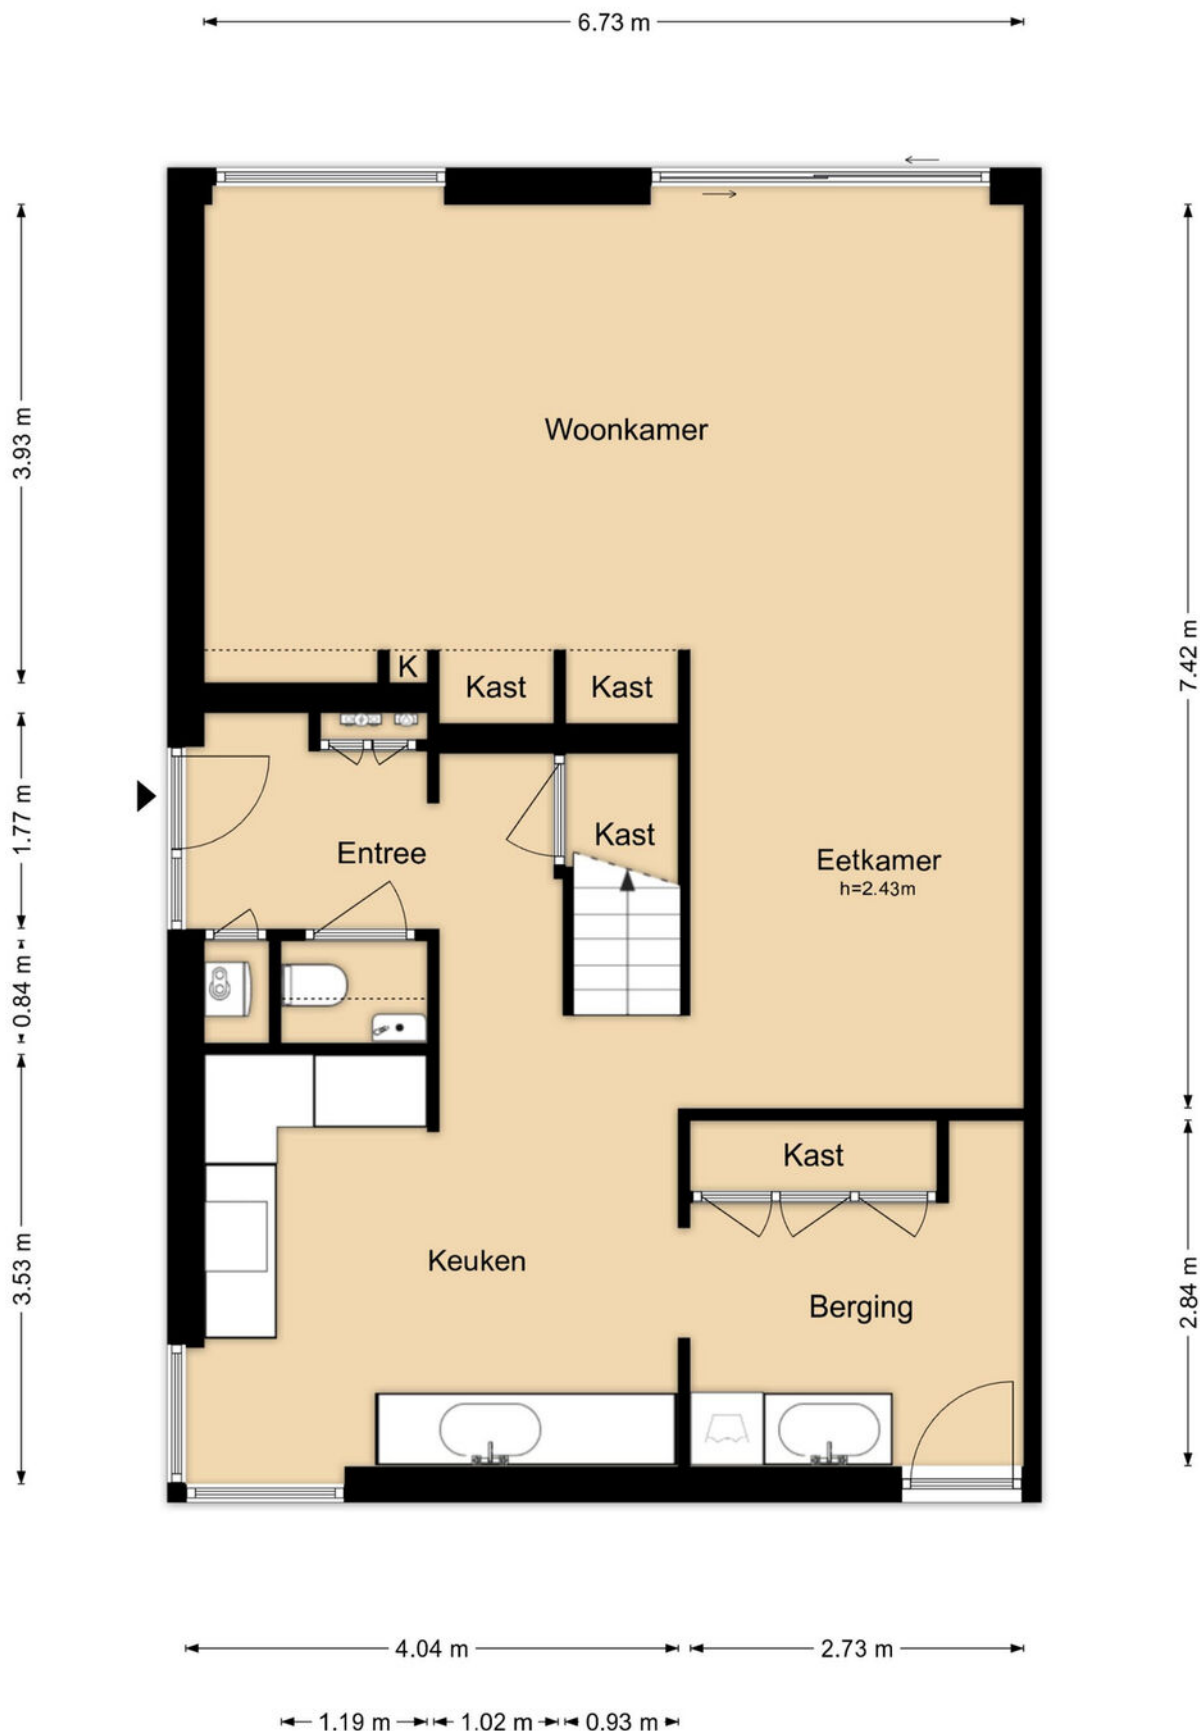 6.73 m
3.93 m
Woonkamer
7.42 m
K
Kast
Kast
1.77 m
Kast
Entree
Eetkamer
h=2.43m
0.84 m
Kast
3.53 m
Keuken
2.84 m
Berging
4.04 m
2.73 m
1.19 m
1.02 m
0.93 m